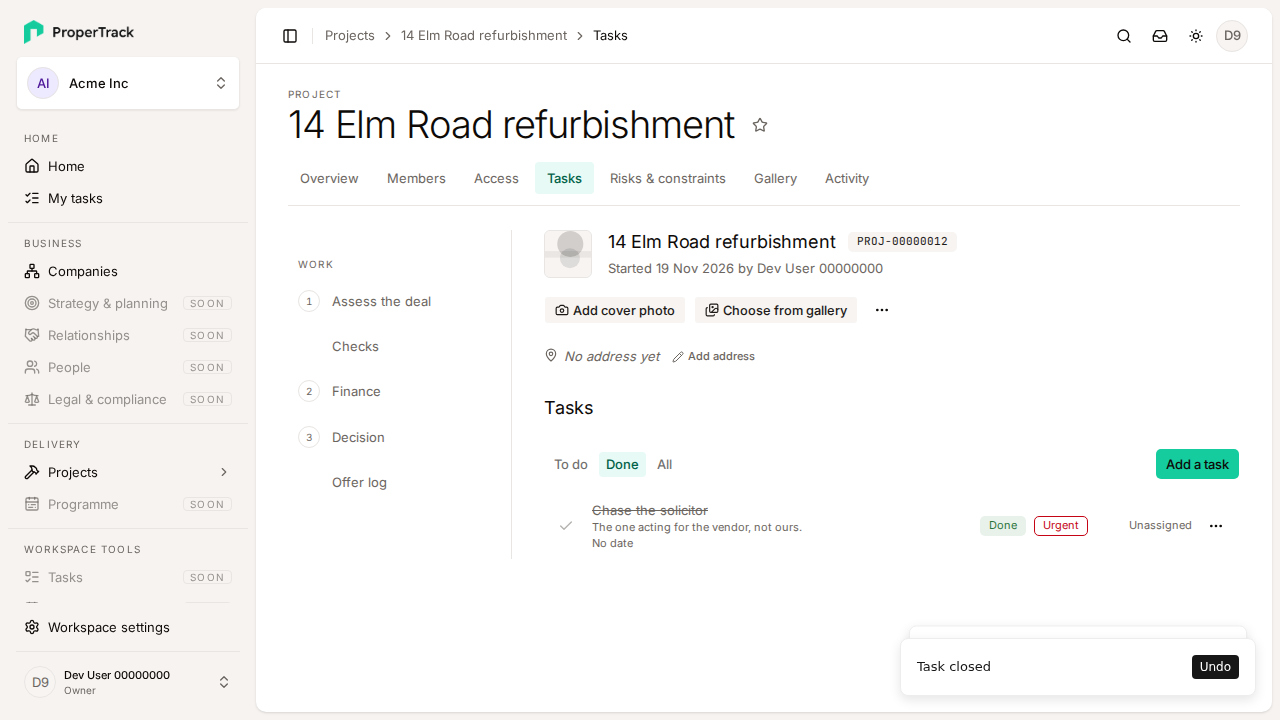 ProperTrack
AI
Acme Inc
HOME
Home
My tasks
BUSINESS
Companies
Strategy & planning SOON
Relationships SOON
People SOON
Legal & compliance SOON
DELIVERY
Projects
Programme SOON
WORKSPACE TOOLS
Tasks SOON
Workspace settings
D9
Dev User 00000000
Owner
Projects > 14 Elm Road refurbishment > Tasks
D9
PROJECT
14 Elm Road refurbishment
Overview Members Access Tasks Risks & constraints Gallery Activity
WORK
1 Assess the deal
Checks
2 Finance
3 Decision
Offer log
14 Elm Road refurbishment PROJ-00000012
Started 19 Nov 2026 by Dev User 00000000
Add cover photo Choose from gallery
No address yet Add address
Tasks
To do Done All Add a task
Chase the solicitor
The one acting for the vendor, not ours.
No date
Done Urgent Unassigned
Task closed Undo